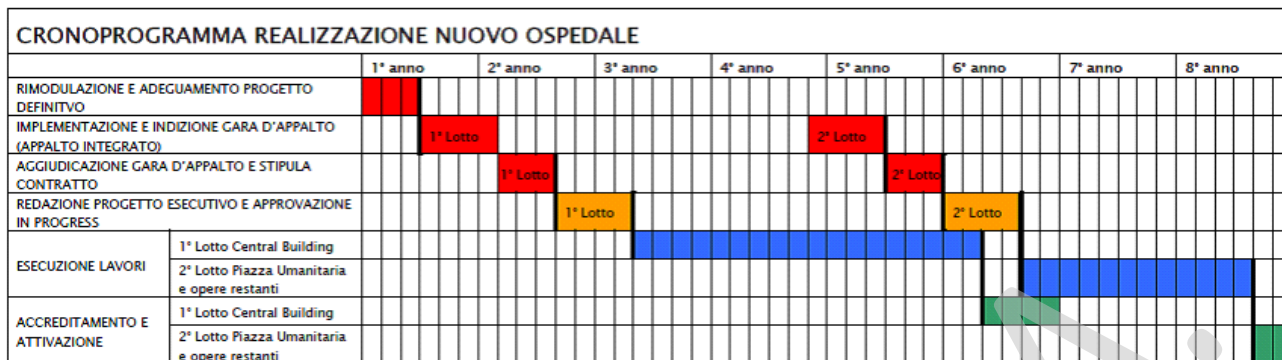 CRONOPROGRAMMA REALIZZAZIONE NUOVO OSPEDALE
1° anno 2° anno 3° anno 4° anno 5° anno 6° anno 7° anno 8° anno
RIMODULAZIONE E ADEGUAMENTO PROGETTO
DEFINITVO
IMPLEMENTAZIONE E INDIZIONE GARA D'APPALTO
(APPALTO INTEGRATO)
1° Lotto 2° Lotto
AGGIUDICAZIONE GARA D'APPALTO E STIPULA
CONTRATTO
1° Lotto 2° Lotto
REDAZIONE PROGETTO ESECUTIVO E APPROVAZIONE
IN PROGRESS
1° Lotto 2° Lotto
ESECUZIONE LAVORI
1° Lotto Central Building
2° Lotto Piazza Umanitaria
e opere restanti
ACCREDITAMENTO E
ATTIVAZIONE
1° Lotto Central Building
2° Lotto Piazza Umanitaria
e opere restanti